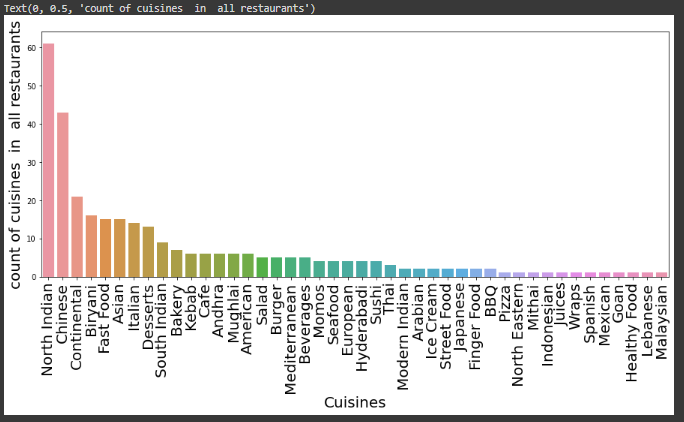 Text(0, 0.5, 'count of cuisines  in  all restaurants')
count of cuisines  in  all restaurants
60
50
40
30
20
10
0
North Indian
Chinese
Continental
Biryani
Fast Food
Asian
Italian
Desserts
South Indian
Bakery
Kebab
Cafe
Andhra
Mughlai
American
Salad
Burger
Mediterranean
Beverages
Momos
Seafood
European
Hyderabadi
Sushi
Thai
Modern Indian
Arabian
Ice Cream
Street Food
Japanese
Finger Food
BBQ
Pizza
North Eastern
Mithai
Indonesian
Juices
Wraps
Spanish
Mexican
Goan
Healthy Food
Lebanese
Malaysian
Cuisines